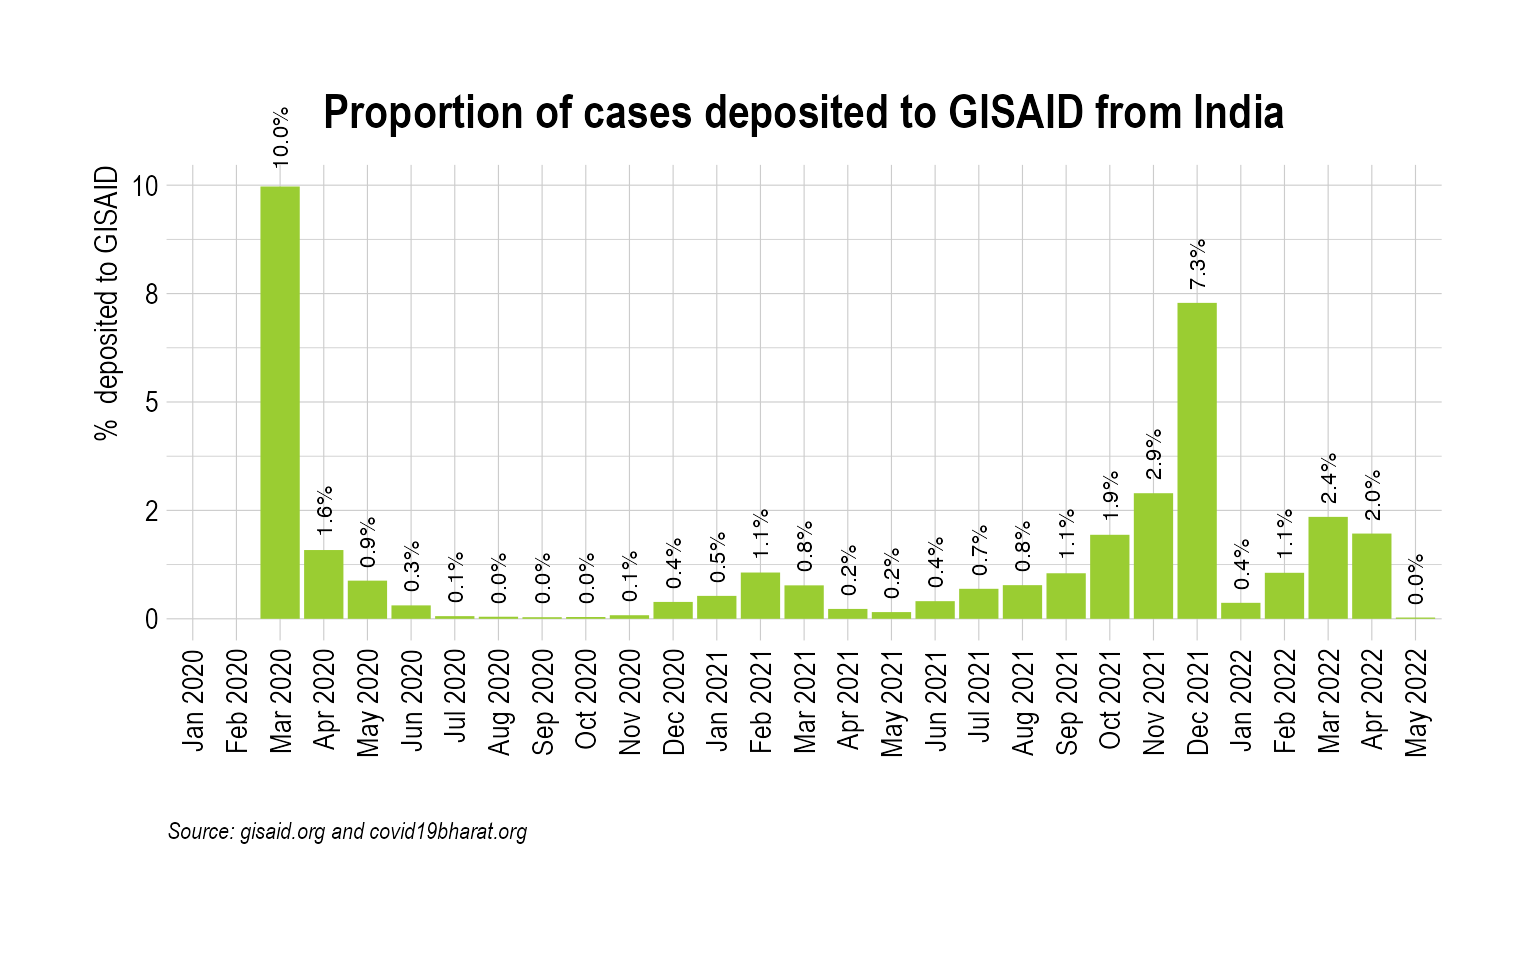 Proportion of cases deposited to GISAID from India
% deposited to GISAID
10
8
5
2
0
10.0%
1.6%
0.9%
0.3%
0.1%
0.0%
0.0%
0.0%
0.1%
0.4%
0.5%
1.1%
0.8%
0.2%
0.2%
0.4%
0.7%
0.8%
1.1%
1.9%
2.9%
7.3%
0.4%
1.1%
2.4%
2.0%
0.0%
Jan 2020
Feb 2020
Mar 2020
Apr 2020
May 2020
Jun 2020
Jul 2020
Aug 2020
Sep 2020
Oct 2020
Nov 2020
Dec 2020
Jan 2021
Feb 2021
Mar 2021
Apr 2021
May 2021
Jun 2021
Jul 2021
Aug 2021
Sep 2021
Oct 2021
Nov 2021
Dec 2021
Jan 2022
Feb 2022
Mar 2022
Apr 2022
May 2022
Source: gisaid.org and covid19bharat.org